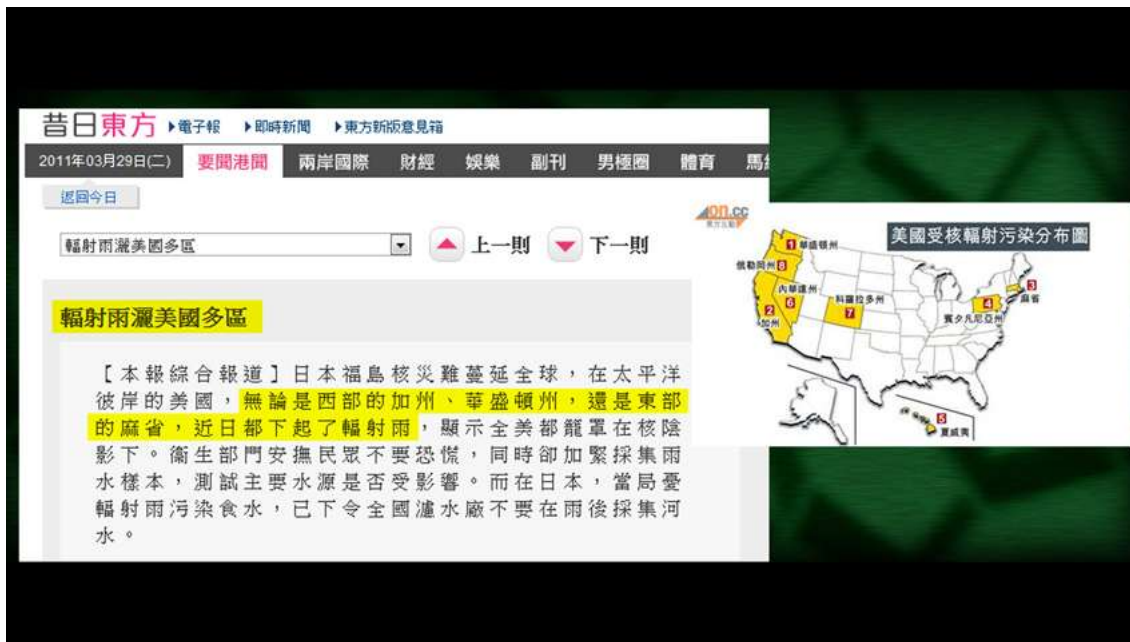 昔日東方 電子報 即時新聞 東方新版意見箱
2011年03月29日(二) 要聞港聞 兩岸國際 財經 娛樂 副刊 男極圈 體育
返回今日
on.cc
輻射雨灑美國多區 上一則 下一則
輻射雨灑美國多區
【本報綜合報道】日本福島核災難蔓延全球，在太平洋
彼岸的美國，無論是西部的加州、華盛頓州，還是東部
的麻省，近日都下起了輻射雨，顯示全美都籠罩在核陰
影下。衞生部門安撫民眾不要恐慌，同時卻加緊採集雨
水樣本，測試主要水源是否受影響。而在日本，當局憂
輻射雨污染食水，已下令全國濾水廠不要在雨後採集河
水。
美國受核輻射污染分布圖
1 華盛頓州
俄勒岡州 8
3
麻省
內華達州
6
科羅拉多州
7
4
賓夕凡尼亞州
2
加州
5
夏威夷